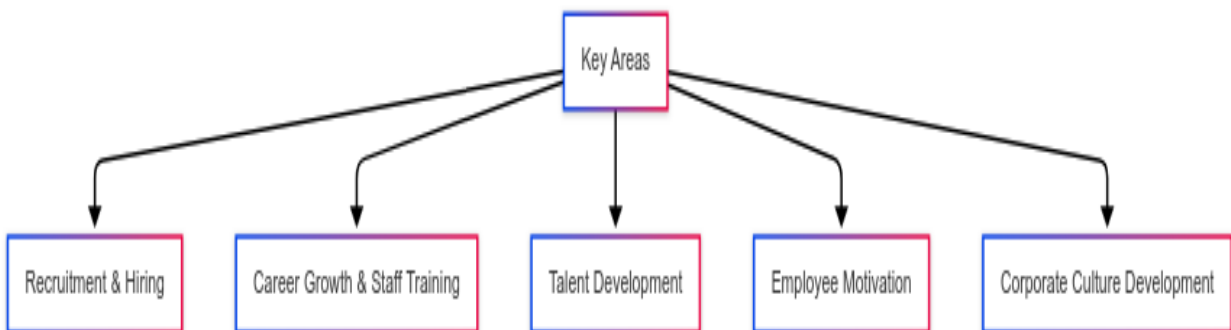 Key Areas
Recruitment & Hiring
Career Growth & Staff Training
Talent Development
Employee Motivation
Corporate Culture Development